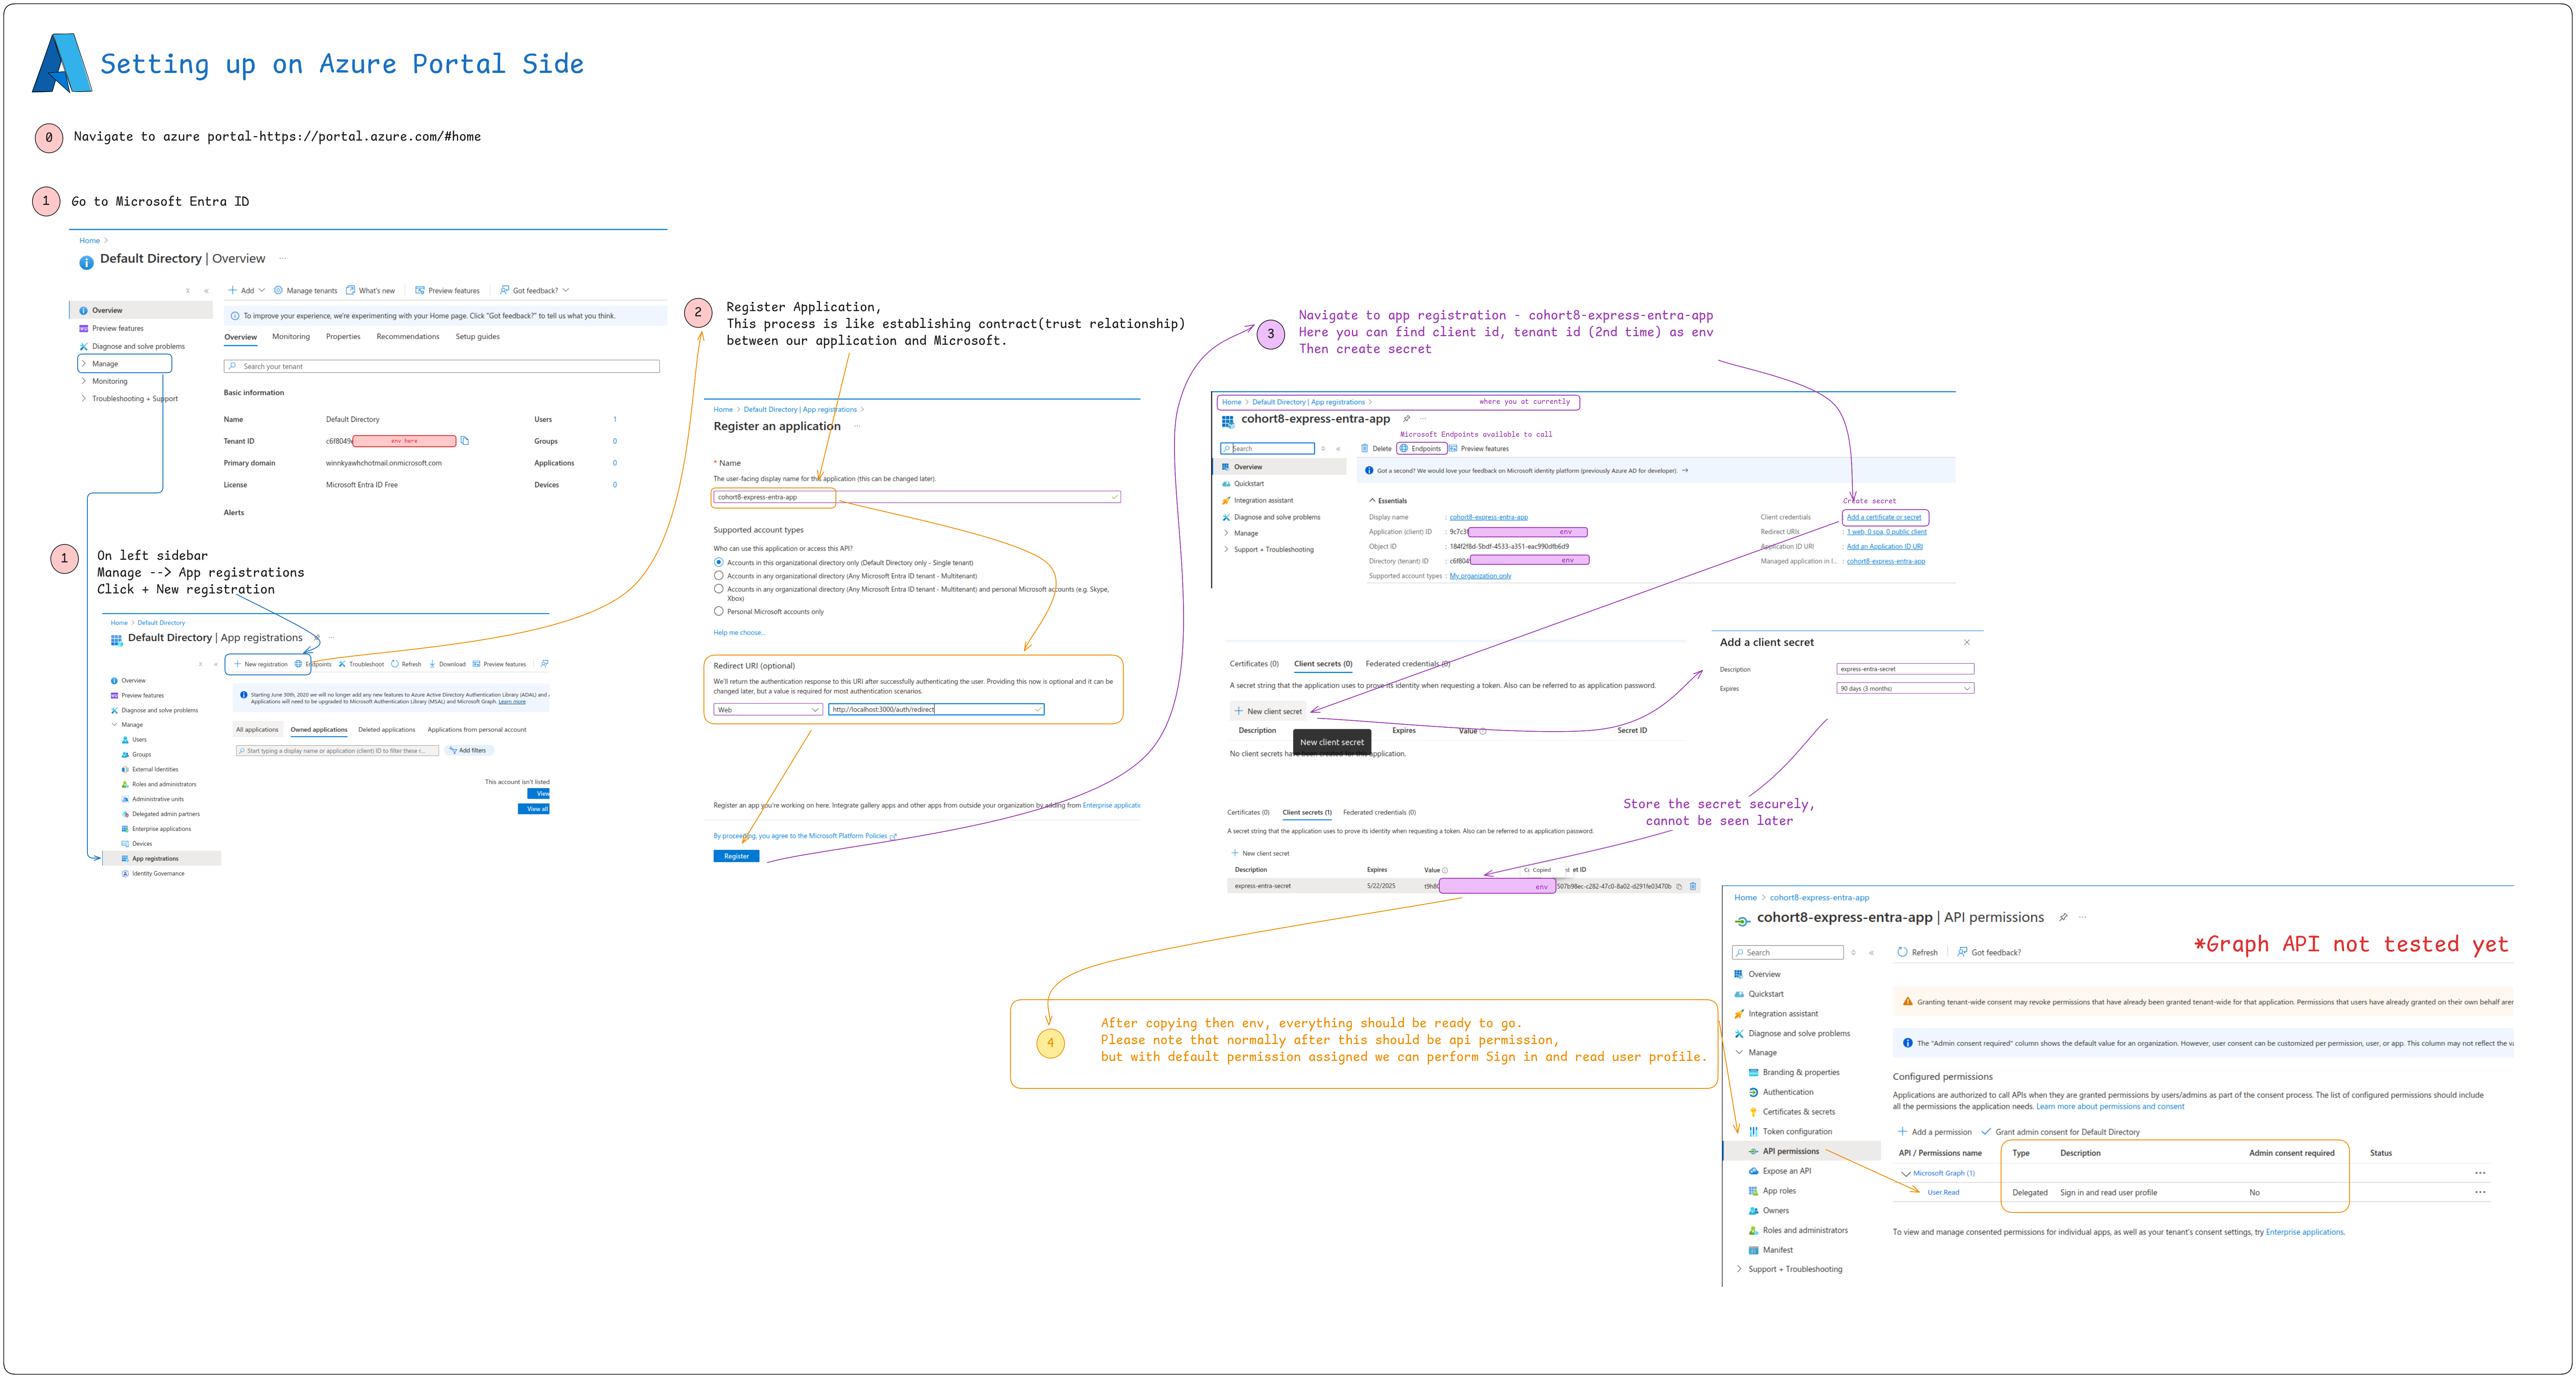 Setting up on Azure Portal Side
0
Navigate to azure portal-https://portal.azure.com/#home
1
Go to Microsoft Entra ID
Home >
Default Directory | Overview ...
Add
Manage tenants
What's new
Preview features
Got feedback?
Overview
Preview features
Diagnose and solve problems
Manage
Monitoring
Troubleshooting + Support
To improve your experience, we're experimenting with your Home page. Click "Got feedback?" to tell us what you think.
Overview
Monitoring
Properties
Recommendations
Setup guides
Search your tenant
Basic information
Name
Default Directory
Users
1
Tenant ID
c6f8049
env here
Groups
0
Primary domain
winnkyawhchotmail.onmicrosoft.com
Applications
0
License
Microsoft Entra ID Free
Devices
0
Alerts
1
On left sidebar
Manage --> App registrations
Click + New registration
Home > Default Directory
Default Directory | App registrations ...
New registration
Endpoints
Troubleshoot
Refresh
Download
Preview features
Overview
Preview features
Diagnose and solve problems
Manage
Users
Groups
External Identities
Roles and administrators
Administrative units
Delegated admin partners
Enterprise applications
Devices
App registrations
Identity Governance
Starting June 30th, 2020 we will no longer add any new features to Azure Active Directory Authentication Library (ADAL) and
Applications will need to be upgraded to Microsoft Authentication Library (MSAL) and Microsoft Graph. Learn more
All applications
Owned applications
Deleted applications
Applications from personal account
Start typing a display name or application (client) ID to filter these r...
Add filters
This account isn't listed
View
View all
2
Register Application,
This process is like establishing contract(trust relationship)
between our application and Microsoft.
Home > Default Directory | App registrations >
Register an application ...
* Name
The user-facing display name for this application (this can be changed later).
cohort8-express-entra-app
Supported account types
Who can use this application or access this API?
Accounts in this organizational directory only (Default Directory only - Single tenant)
Accounts in any organizational directory (Any Microsoft Entra ID tenant - Multitenant)
Accounts in any organizational directory (Any Microsoft Entra ID tenant - Multitenant) and personal Microsoft accounts (e.g. Skype,
Xbox)
Personal Microsoft accounts only
Help me choose...
Redirect URI (optional)
We'll return the authentication response to this URI after successfully authenticating the user. Providing this now is optional and it can be
changed later, but a value is required for most authentication scenarios.
Web
http://localhost:3000/auth/redirect
Register an app you're working on here. Integrate gallery apps and other apps from outside your organization by adding from Enterprise applicatic
By proceeding, you agree to the Microsoft Platform Policies
Register
3
Navigate to app registration - cohort8-express-entra-app
Here you can find client id, tenant id (2nd time) as env
Then create secret
Home > Default Directory | App registrations >
where you at currently
cohort8-express-entra-app ...
Microsoft Endpoints available to call
Search
Delete
Endpoints
Preview features
Overview
Quickstart
Integration assistant
Diagnose and solve problems
Manage
Support + Troubleshooting
Got a second? We would love your feedback on Microsoft identity platform (previously Azure AD for developer). →
Essentials
Create secret
Display name : cohort8-express-entra-app
Client credentials
Add a certificate or secret
Application (client) ID : 9c7c3
env
Redirect URIs : 1 web, 0 spa, 0 public client
Object ID : 184f2f8d-5bdf-4533-a351-eac990dfb6d9
Application ID URI : Add an Application ID URI
Directory (tenant) ID : c6f804
env
Managed application in l... : cohort8-express-entra-app
Supported account types : My organization only
Certificates (0)
Client secrets (0)
Federated credentials (0)
A secret string that the application uses to prove its identity when requesting a token. Also can be referred to as application password.
New client secret
Description
Expires
Value
Secret ID
New client secret
No client secrets have been created for this application.
Add a client secret
Description
express-entra-secret
Expires
90 days (3 months)
Store the secret securely,
cannot be seen later
Certificates (0)
Client secrets (1)
Federated credentials (0)
A secret string that the application uses to prove its identity when requesting a token. Also can be referred to as application password.
New client secret
Description
Expires
Value
Copied
et ID
express-entra-secret
5/22/2025
t9h8
env
507b98ec-c282-47c0-8a02-d291fe03470b
4
After copying then env, everything should be ready to go.
Please note that normally after this should be api permission,
but with default permission assigned we can perform Sign in and read user profile.
Home > cohort8-express-entra-app
cohort8-express-entra-app | API permissions ...
*Graph API not tested yet
Search
Refresh
Got feedback?
Overview
Quickstart
Integration assistant
Diagnose and solve problems
Manage
Branding & properties
Authentication
Certificates & secrets
Token configuration
API permissions
Expose an API
App roles
Owners
Roles and administrators
Manifest
Support + Troubleshooting
Granting tenant-wide consent may revoke permissions that have already been granted tenant-wide for that application. Permissions that users have already granted on their own behalf aren
The "Admin consent required" column shows the default value for an organization. However, user consent can be customized per permission, user, or app. This column may not reflect the va
Configured permissions
Applications are authorized to call APIs when they are granted permissions by users/admins as part of the consent process. The list of configured permissions should include
all the permissions the application needs. Learn more about permissions and consent
Add a permission
Grant admin consent for Default Directory
API / Permissions name
Type
Description
Admin consent required
Status
Microsoft Graph (1)
...
User.Read
Delegated
Sign in and read user profile
No
...
To view and manage consented permissions for individual apps, as well as your tenant's consent settings, try Enterprise applications.